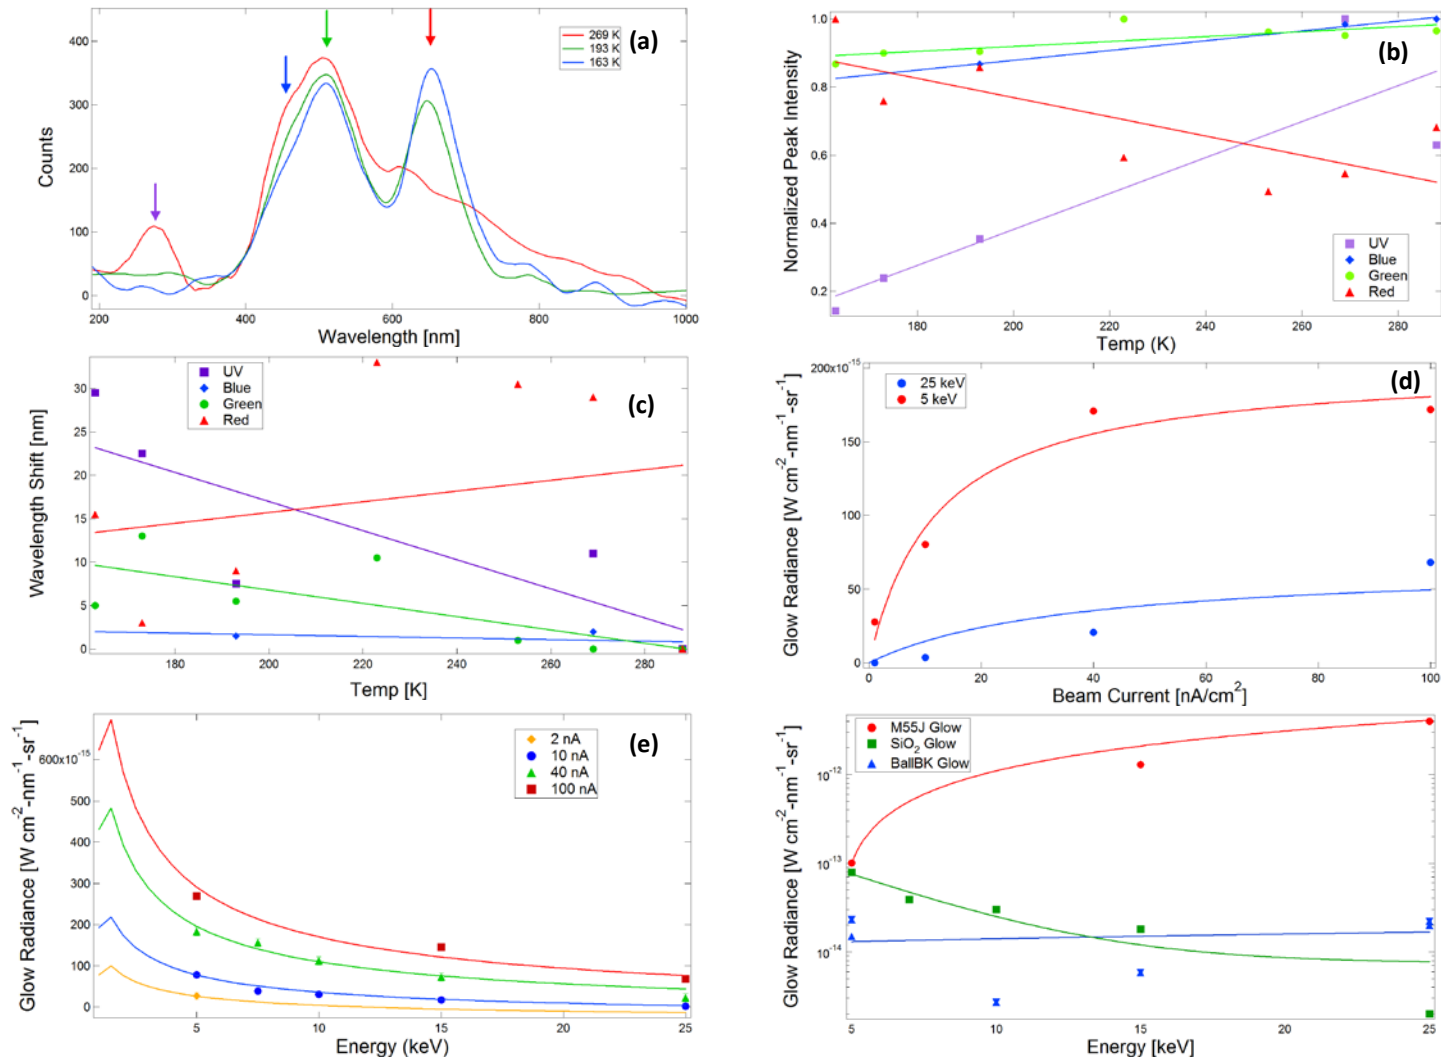 (a)
269 K
193 K
163 K
400
300
200
100
0
Counts
200
400
600
800
1000
Wavelength [nm]
(b)
1.0
0.8
0.6
0.4
0.2
Normalized Peak Intensity
UV
Blue
Green
Red
180
200
220
240
260
280
Temp (K)
(c)
UV
Blue
Green
Red
30
25
20
15
10
5
0
Wavelength Shift [nm]
180
200
220
240
260
280
Temp [K]
(d)
25 keV
5 keV
200x10-15
150
100
50
0
Glow Radiance [W cm-2-nm-1-sr-1]
0
20
40
60
80
100
Beam Current [nA/cm2]
(e)
2 nA
10 nA
40 nA
100 nA
600x10-15
500
400
300
200
100
0
Glow Radiance [W cm-2-nm-1-sr-1]
5
10
15
20
25
Energy (keV)
M55J Glow
SiO2 Glow
BallBK Glow
10-12
10-13
10-14
Glow Radiance [W cm-2-nm-1-sr-1]
5
10
15
20
25
Energy [keV]